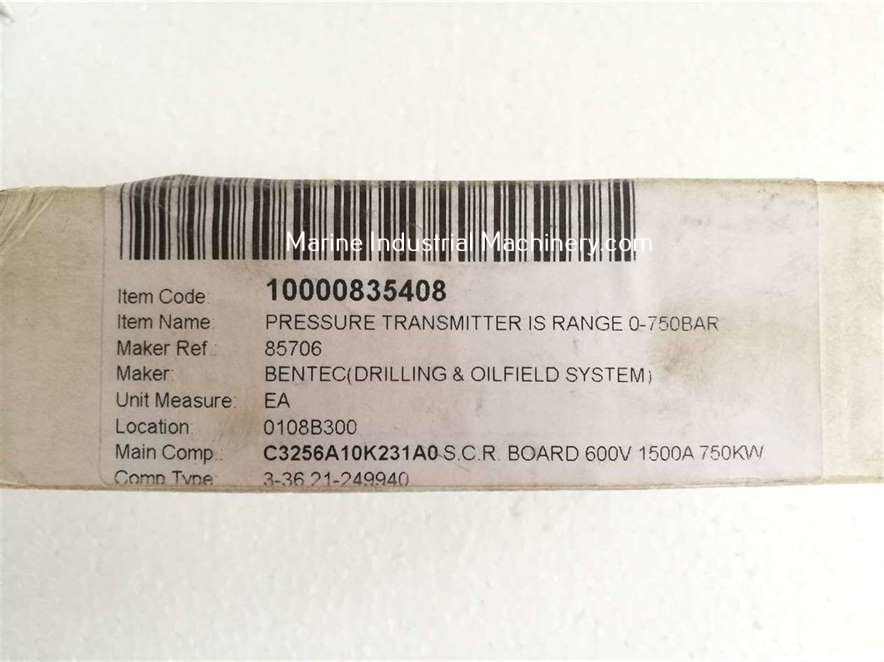 Marine Industrial Machinery.com
Item Code: 10000835408
Item Name: PRESSURE TRANSMITTER IS RANGE 0-750BAR
Maker Ref.: 85706
Maker: BENTEC(DRILLING & OILFIELD SYSTEM)
Unit Measure: EA
Location: 0108B300
Main Comp.: C3256A10K231A0 S.C.R. BOARD 600V 1500A 750KW
Comp Type: 3-36.21-249940